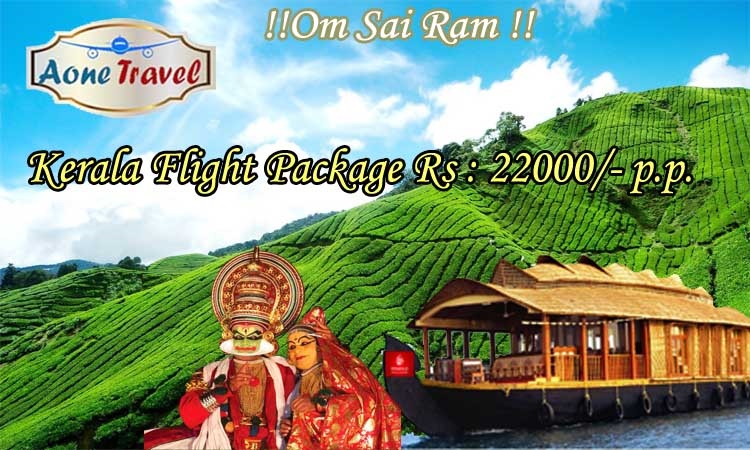 !!Om Sai Ram !!
Aone Travel
Kerala Flight Package Rs : 22000/- p.p.